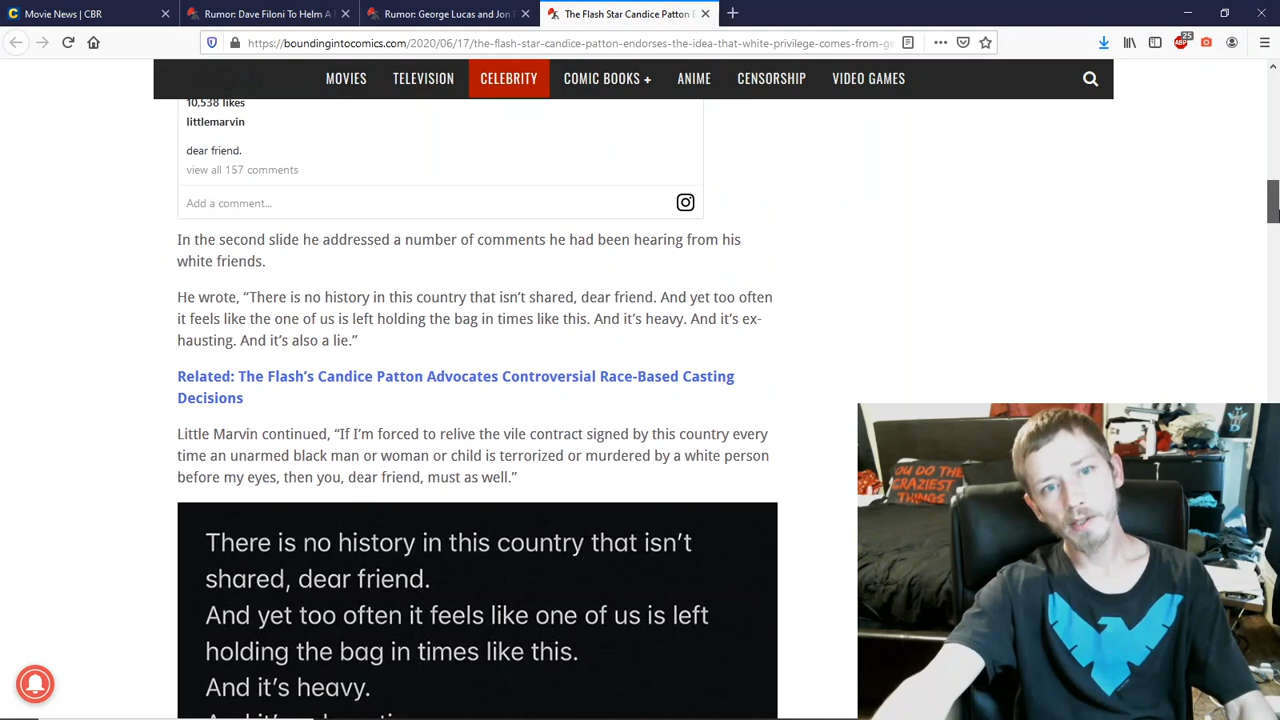 Movie News | CBR
Rumor: Dave Filoni To Helm A
Rumor: George Lucas and Jon
The Flash Star Candice Patton
https://boundingintocomics.com/2020/06/17/the-flash-star-candice-patton-endorses-the-idea-that-white-privilege-comes-from-ge
25
ABP
MOVIES
TELEVISION
CELEBRITY
COMIC BOOKS +
ANIME
CENSORSHIP
VIDEO GAMES
10,538 likes
littlemarvin
dear friend.
view all 157 comments
Add a comment...
In the second slide he addressed a number of comments he had been hearing from his
white friends.
He wrote, “There is no history in this country that isn’t shared, dear friend. And yet too often
it feels like the one of us is left holding the bag in times like this. And it’s heavy. And it’s ex-
hausting. And it’s also a lie.”
Related: The Flash’s Candice Patton Advocates Controversial Race-Based Casting
Decisions
Little Marvin continued, “If I’m forced to relive the vile contract signed by this country every
time an unarmed black man or woman or child is terrorized or murdered by a white person
before my eyes, then you, dear friend, must as well.”
There is no history in this country that isn’t
shared, dear friend.
And yet too often it feels like one of us is left
holding the bag in times like this.
And it’s heavy.
YOU DO THE
CRAZIEST
THINGS